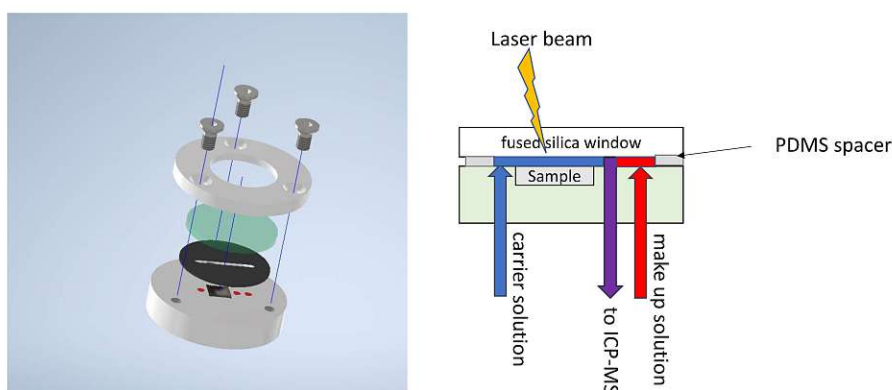 Laser beam
fused silica window
PDMS spacer
Sample
carrier solution
to ICP-MS
make up solution